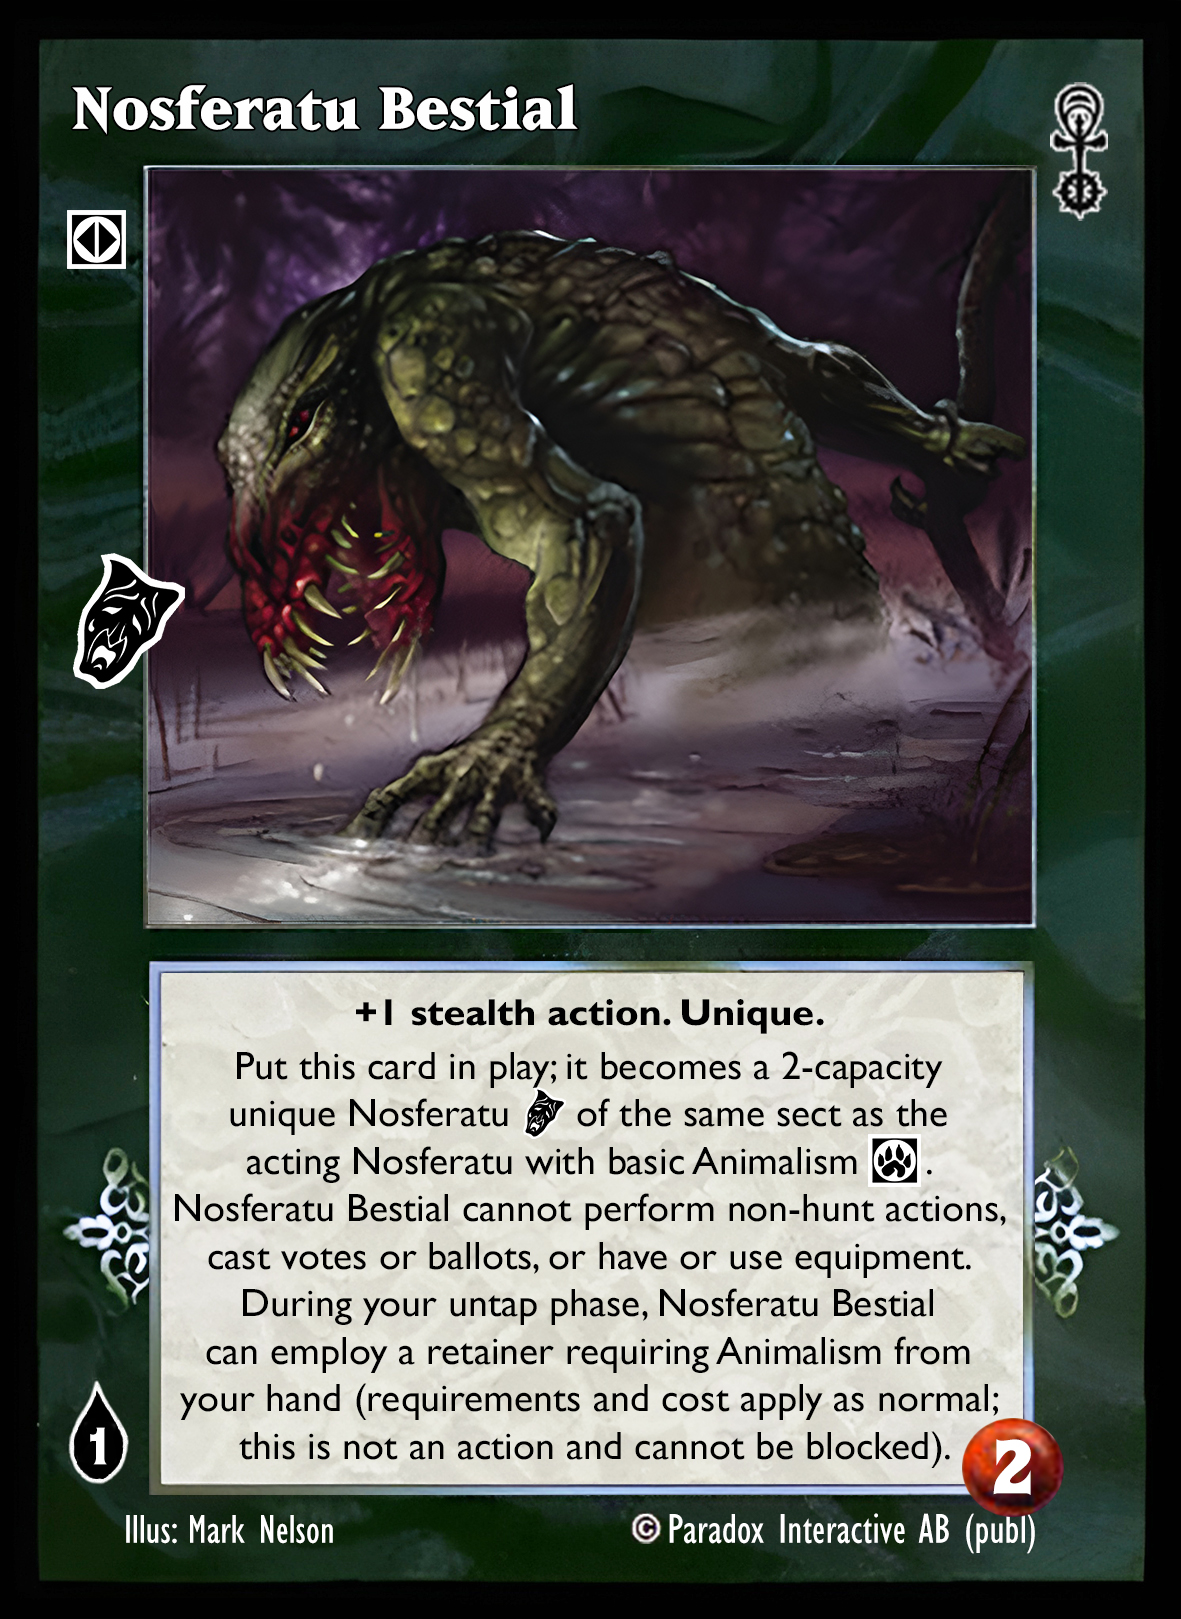 Nosferatu Bestial
+1 stealth action. Unique.
Put this card in play; it becomes a 2-capacity
unique Nosferatu of the same sect as the
acting Nosferatu with basic Animalism .
Nosferatu Bestial cannot perform non-hunt actions,
cast votes or ballots, or have or use equipment.
During your untap phase, Nosferatu Bestial
can employ a retainer requiring Animalism from
your hand (requirements and cost apply as normal;
this is not an action and cannot be blocked).
1
2
Illus: Mark Nelson
© Paradox Interactive AB (publ)